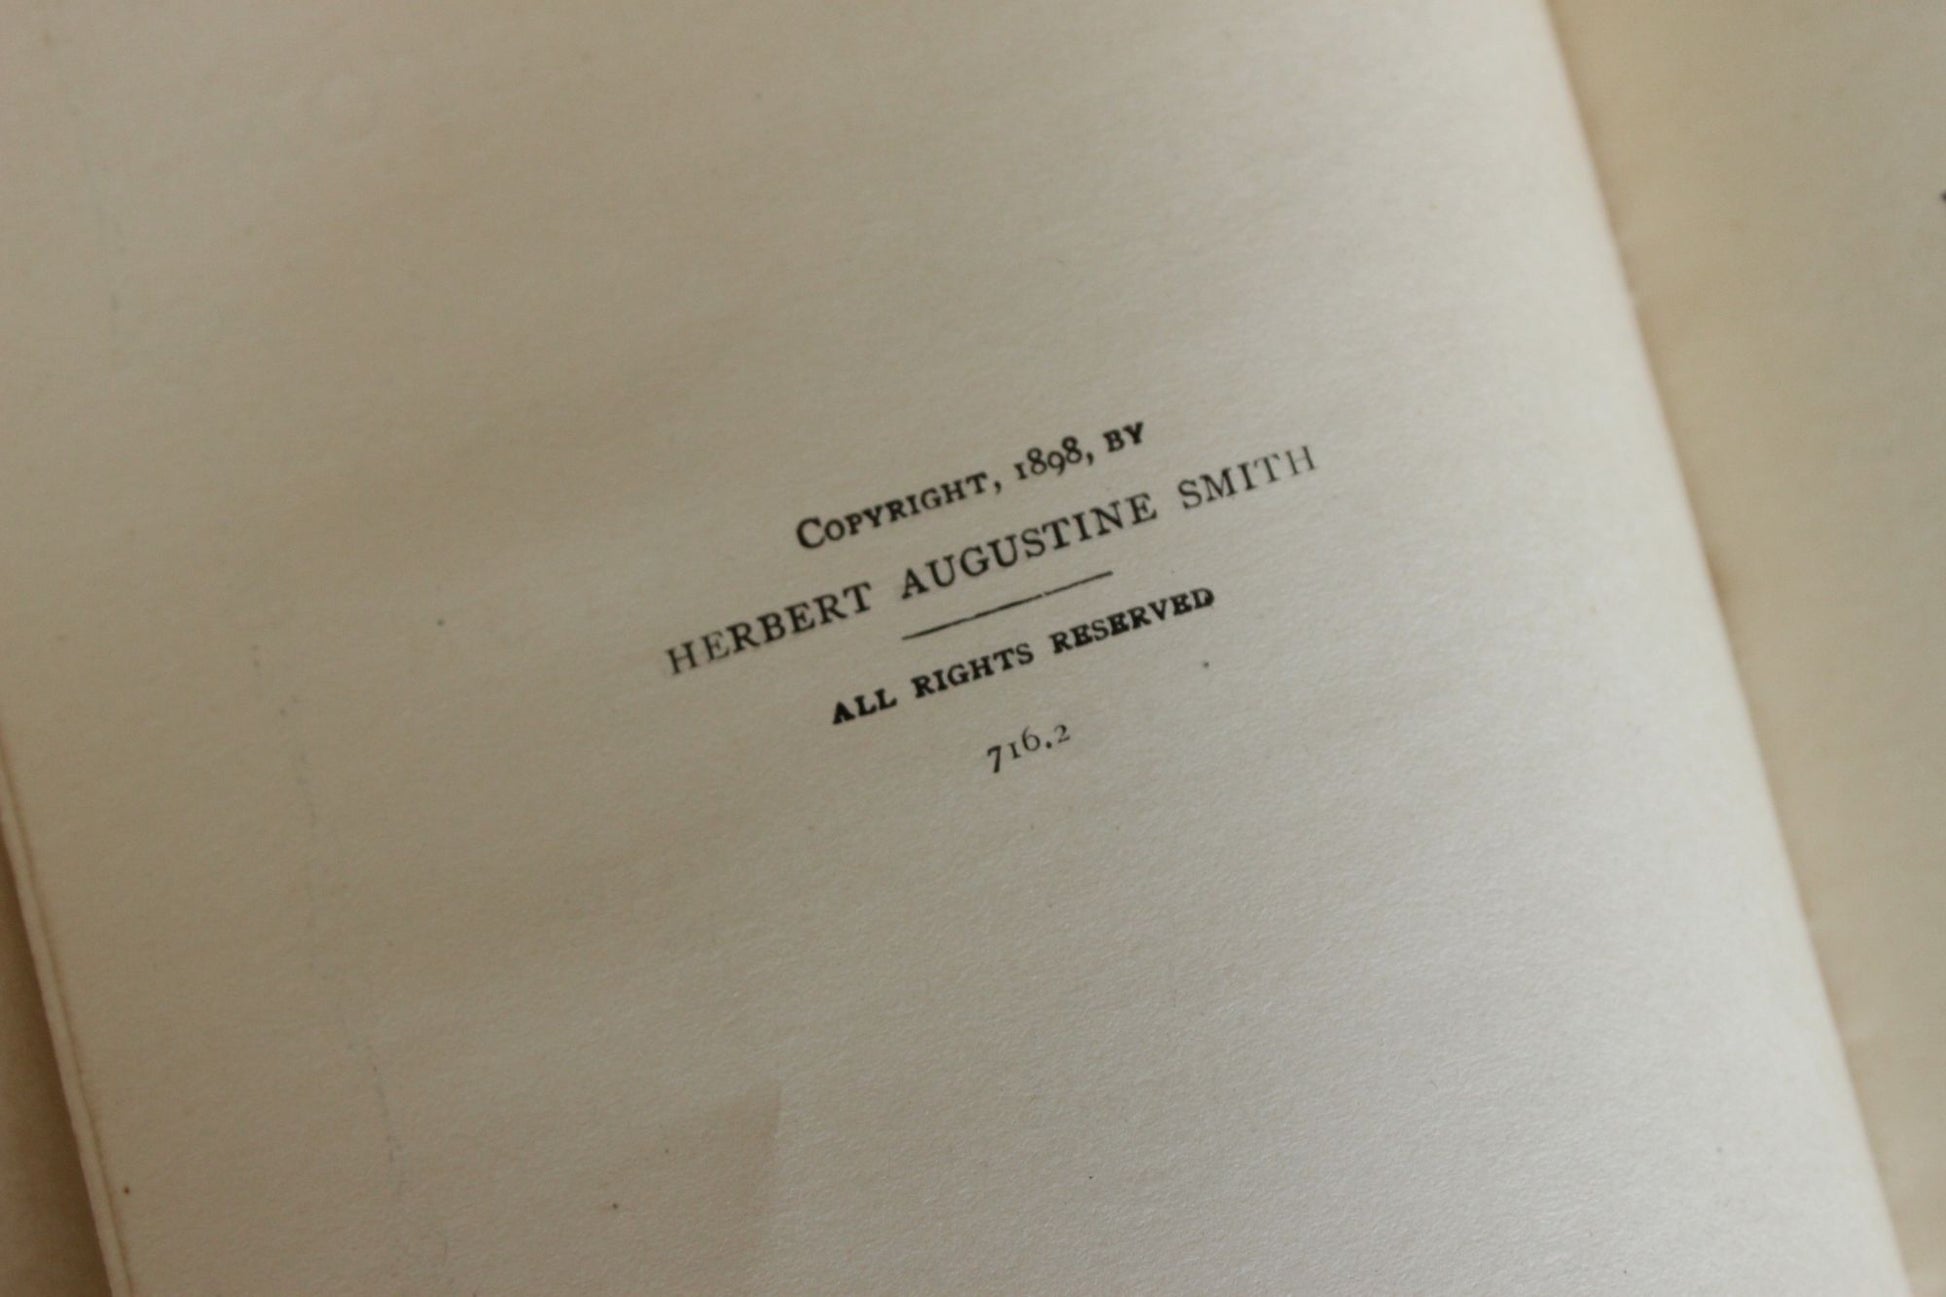 COPYRIGHT, 1898, BY
HERBERT AUGUSTINE SMITH
ALL RIGHTS RESERVED
716.2